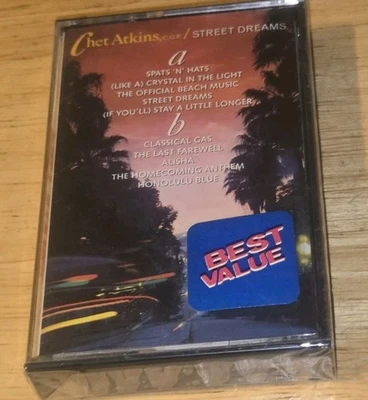 Chet Atkins, C.G.P. / STREET DREAMS
a
SPATS 'N' HATS
(LIKE A) CRYSTAL IN THE LIGHT
THE OFFICIAL BEACH MUSIC
STREET DREAMS
(IF YOU'LL) STAY A LITTLE LONGER
b
CLASSICAL GAS
THE LAST FAREWELL
ALISHA
THE HOMECOMING ANTHEM
HONOLULU BLUE
BEST
VALUE